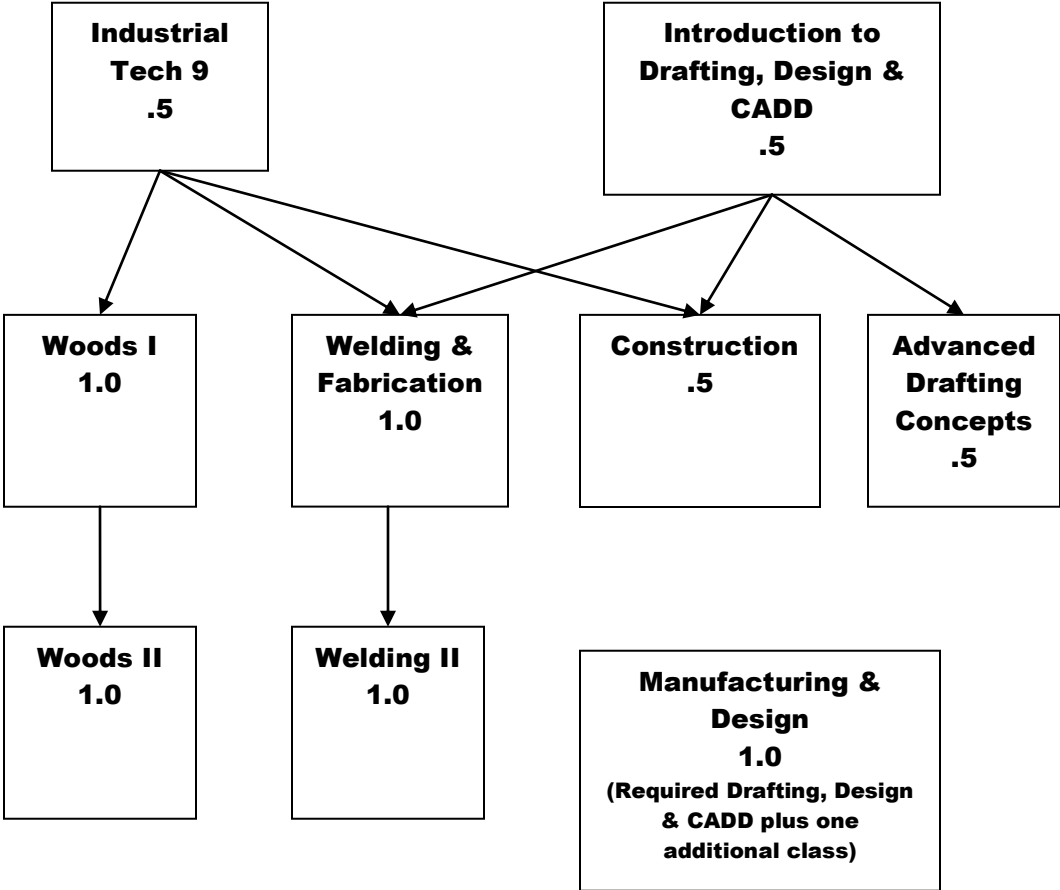 Industrial
Tech 9
.5
Introduction to
Drafting, Design &
CADD
.5
Woods I
1.0
Welding &
Fabrication
1.0
Construction
.5
Advanced
Drafting
Concepts
.5
Woods II
1.0
Welding II
1.0
Manufacturing &
Design
1.0
(Required Drafting, Design
& CADD plus one
additional class)